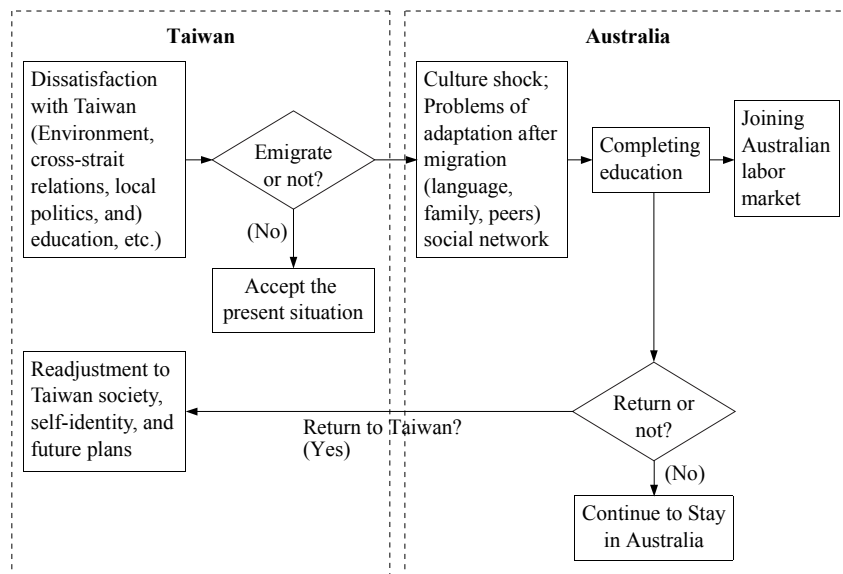 Taiwan
Dissatisfaction
with Taiwan
(Environment,
cross-strait
relations, local
politics, and)
education, etc.)
Emigrate
or not?
(No)
Accept the
present situation
Australia
Culture shock;
Problems of
adaptation after
migration
(language,
family, peers)
social network
Completing
education
Joining
Australian
labor
market
Return or
not?
(No)
Continue to Stay
in Australia
Return to Taiwan?
(Yes)
Readjustment to
Taiwan society,
self-identity, and
future plans